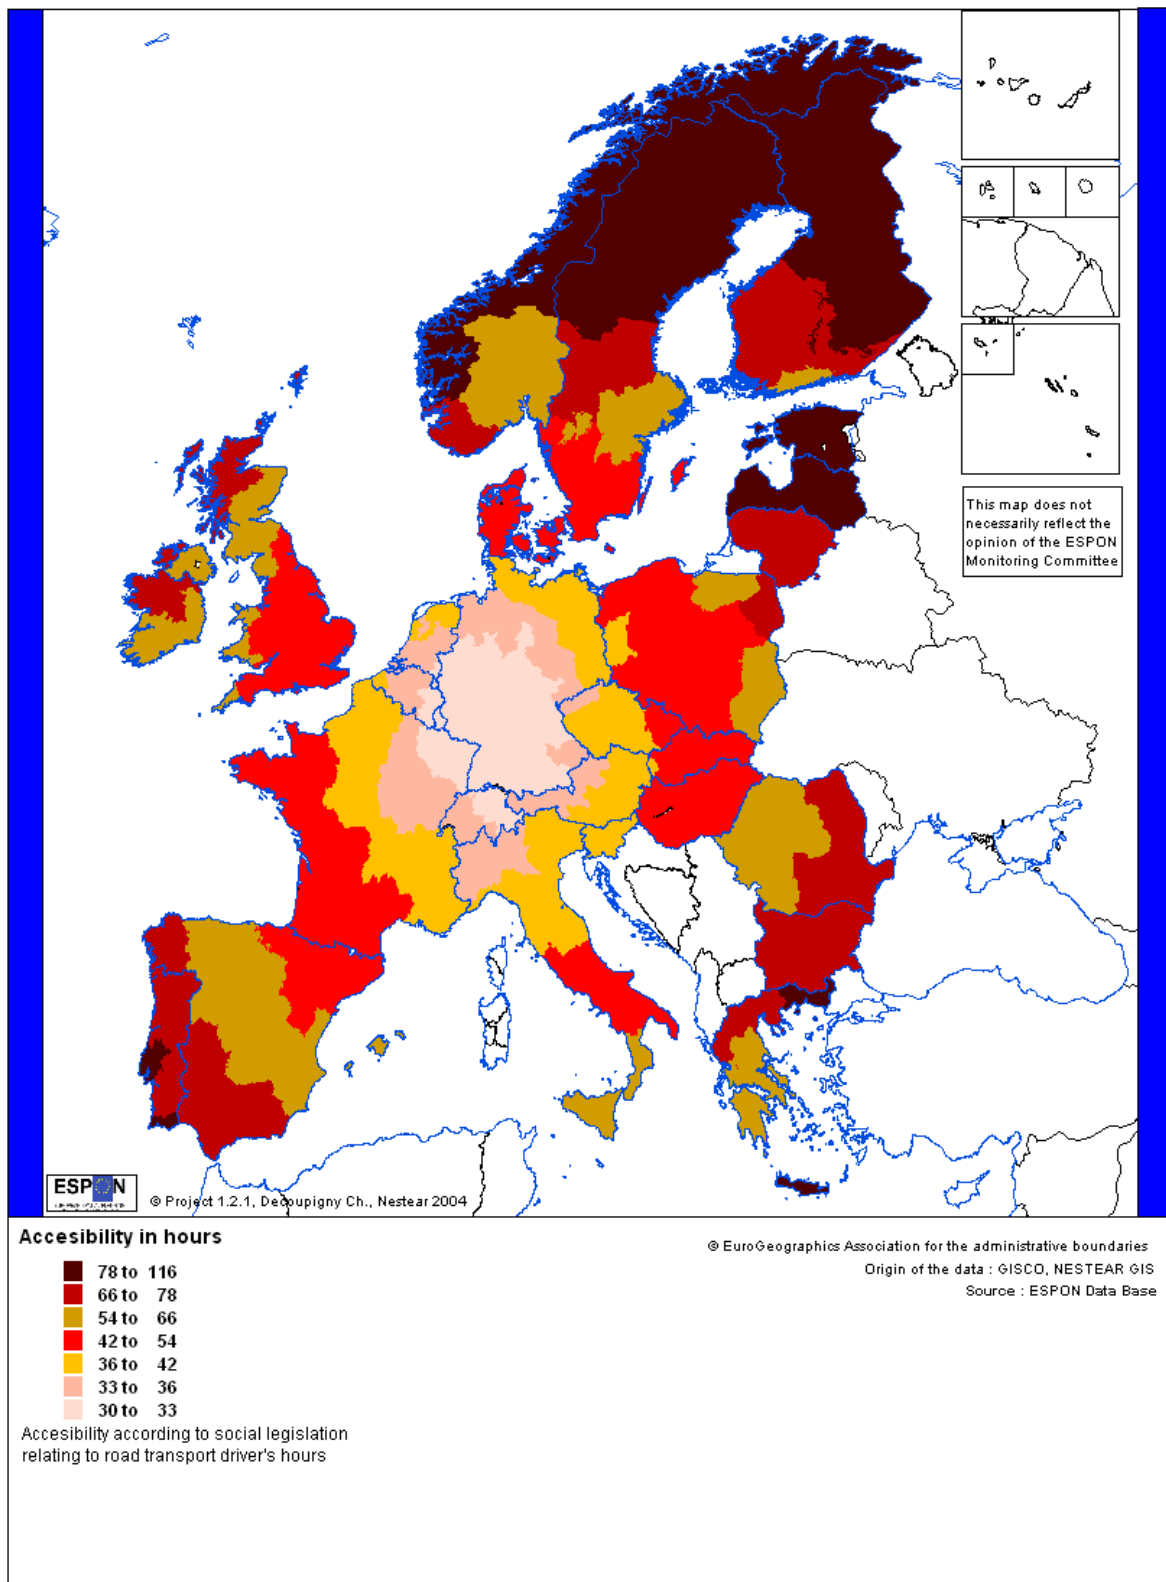 This map does not
necessarily reflect the
opinion of the ESPON
Monitoring Committee
ESPON
© Project 1.2.1, Decoupigny Ch., Nestear 2004
Accesibility in hours
78 to 116
66 to 78
54 to 66
42 to 54
36 to 42
33 to 36
30 to 33
Accesibility according to social legislation
relating to road transport driver's hours
© EuroGeographics Association for the administrative boundaries
Origin of the data : GISCO, NESTEAR GIS
Source : ESPON Data Base